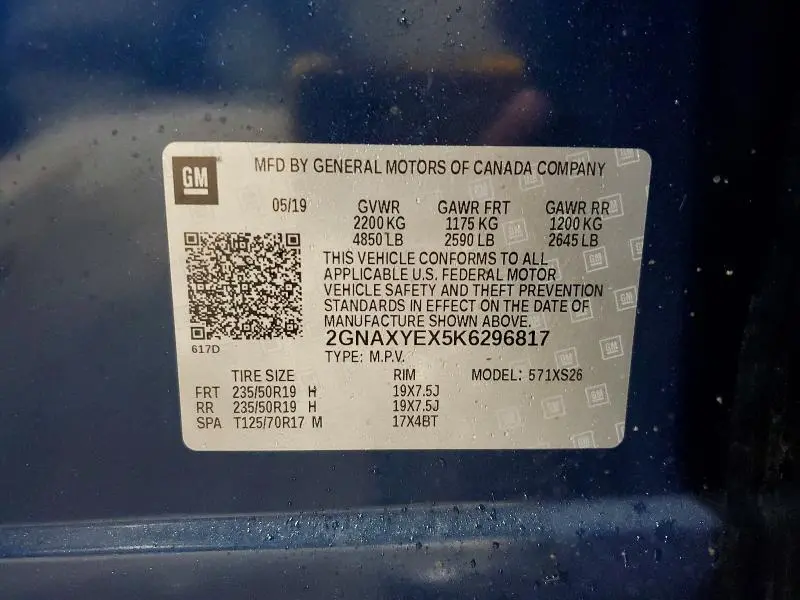 GM
MFD BY GENERAL MOTORS OF CANADA COMPANY
05/19 GVWR GAWR FRT GAWR RR
2200 KG 1175 KG 1200 KG
4850 LB 2590 LB 2645 LB
THIS VEHICLE CONFORMS TO ALL
APPLICABLE U.S. FEDERAL MOTOR
VEHICLE SAFETY AND THEFT PREVENTION
STANDARDS IN EFFECT ON THE DATE OF
MANUFACTURE SHOWN ABOVE.
617D
2GNAXYEX5K6296817
TYPE: M.P.V.
TIRE SIZE RIM MODEL: 571XS26
FRT 235/50R19 H 19X7.5J
RR 235/50R19 H 19X7.5J
SPA T125/70R17 M 17X4BT